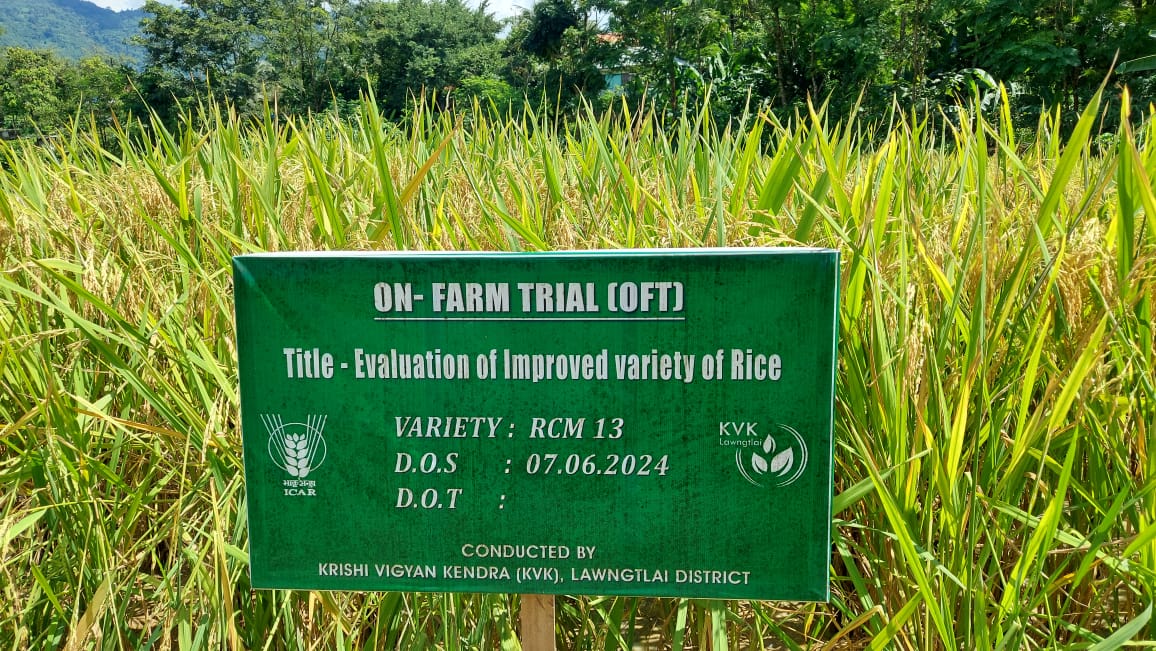 ON- FARM TRIAL (OFT)
Title - Evaluation of Improved variety of Rice
VARIETY : RCM 13
D.O.S : 07.06.2024
D.O.T :
भाकृअनुप
ICAR
KVK
Lawngtlai
CONDUCTED BY
KRISHI VIGYAN KENDRA (KVK), LAWNGTLAI DISTRICT